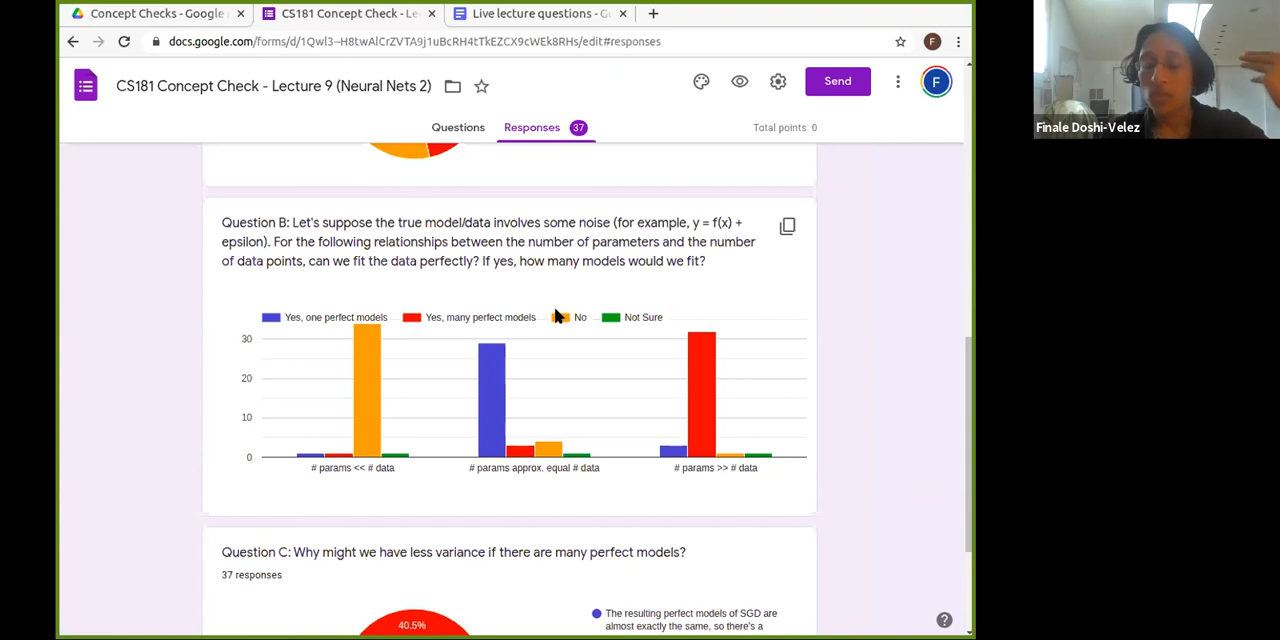 Concept Checks - Google
CS181 Concept Check - Le
Live lecture questions - G
docs.google.com/forms/d/1Qwl3--H8twAlCrZVTA9j1uBcRH4tTkEZCX9cWEk8RHs/edit#responses
F
CS181 Concept Check - Lecture 9 (Neural Nets 2)
Send
F
Questions
Responses 37
Total points: 0
Finale Doshi-Velez
Question B: Let's suppose the true model/data involves some noise (for example, y = f(x) +
epsilon). For the following relationships between the number of parameters and the number
of data points, can we fit the data perfectly? If yes, how many models would we fit?
Yes, one perfect models
Yes, many perfect models
No
Not Sure
30
20
10
0
# params << # data
# params approx. equal # data
# params >> # data
Question C: Why might we have less variance if there are many perfect models?
37 responses
40.5%
The resulting perfect models of SGD are
almost exactly the same, so there's a